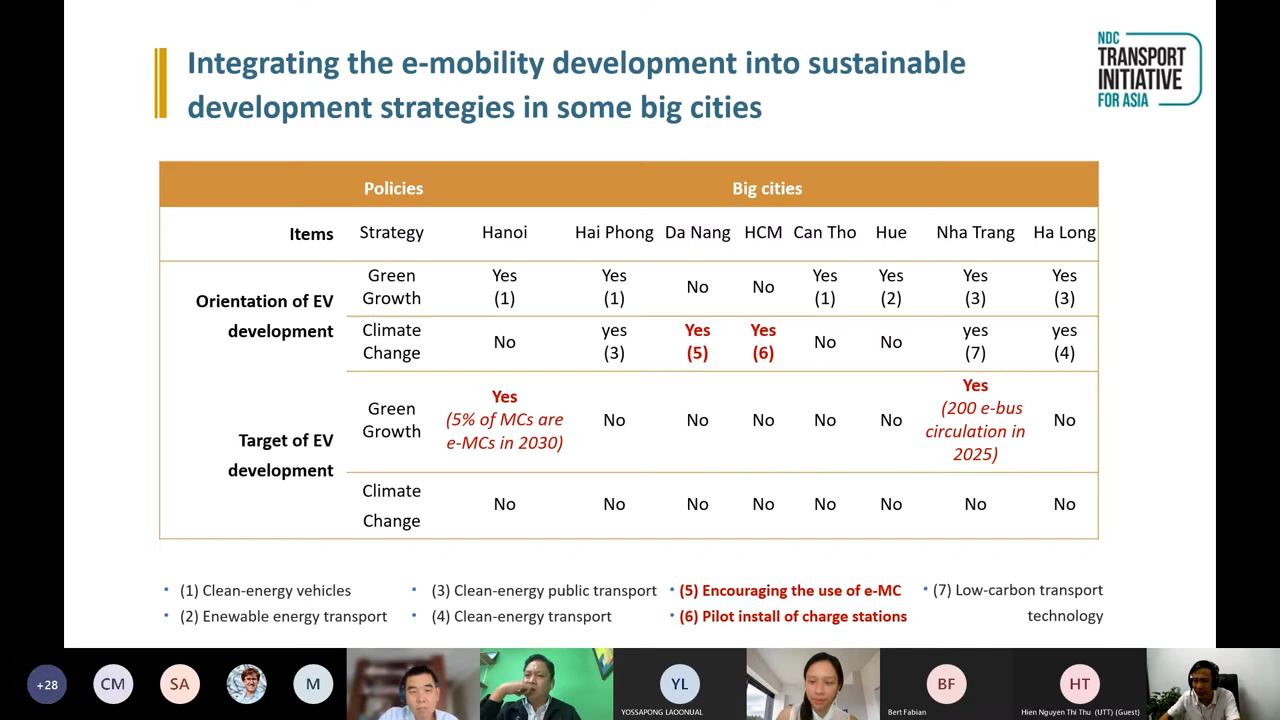 Integrating the e-mobility development into sustainable
development strategies in some big cities
NDC
TRANSPORT
INITIATIVE
FOR ASIA
Policies Big cities
Items Strategy Hanoi Hai Phong Da Nang HCM Can Tho Hue Nha Trang Ha Long
Orientation of EV
development
Green
Growth
Yes
(1)
Yes
(1)
No
No
Yes
(1)
Yes
(2)
Yes
(3)
Yes
(3)
Climate
Change
No
yes
(3)
Yes
(5)
Yes
(6)
No
No
yes
(7)
yes
(4)
Target of EV
development
Green
Growth
Yes
(5% of MCs are
e-MCs in 2030)
No
No
No
No
No
Yes
(200 e-bus
circulation in
2025)
No
Climate
Change
No
No
No
No
No
No
No
No
• (1) Clean-energy vehicles
• (2) Enewable energy transport
• (3) Clean-energy public transport
• (4) Clean-energy transport
• (5) Encouraging the use of e-MC
• (6) Pilot install of charge stations
• (7) Low-carbon transport
technology
+28
CM
SA
M
YL
YOSSAPONG LAOONUAL
BF
Bert Fabian
HT
Hien Nguyen Thi Thu (UTT) (Guest)